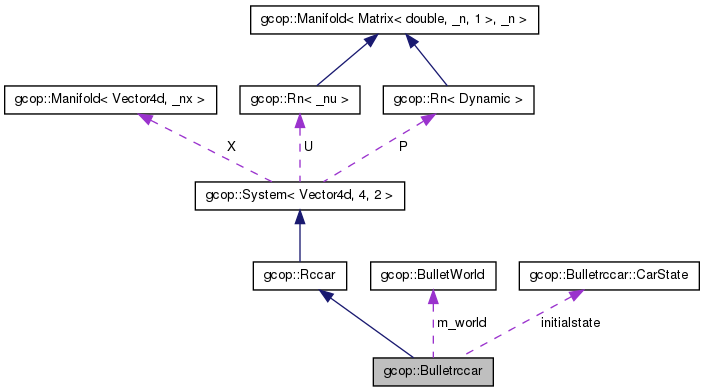 gcop::Manifold< Matrix< double, _n, 1 >, _n >
gcop::Manifold< Vector4d, _nx >
gcop::Rn< _nu >
gcop::Rn< Dynamic >
X
U
P
gcop::System< Vector4d, 4, 2 >
gcop::Rccar
gcop::BulletWorld
gcop::Bulletrccar::CarState
m_world
initialstate
gcop::Bulletrccar